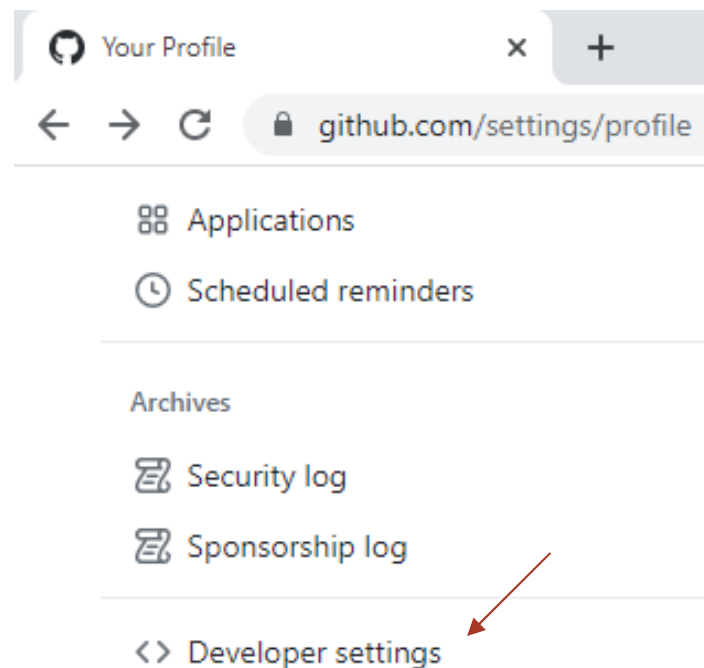 Your Profile
github.com/settings/profile
Applications
Scheduled reminders
Archives
Security log
Sponsorship log
Developer settings